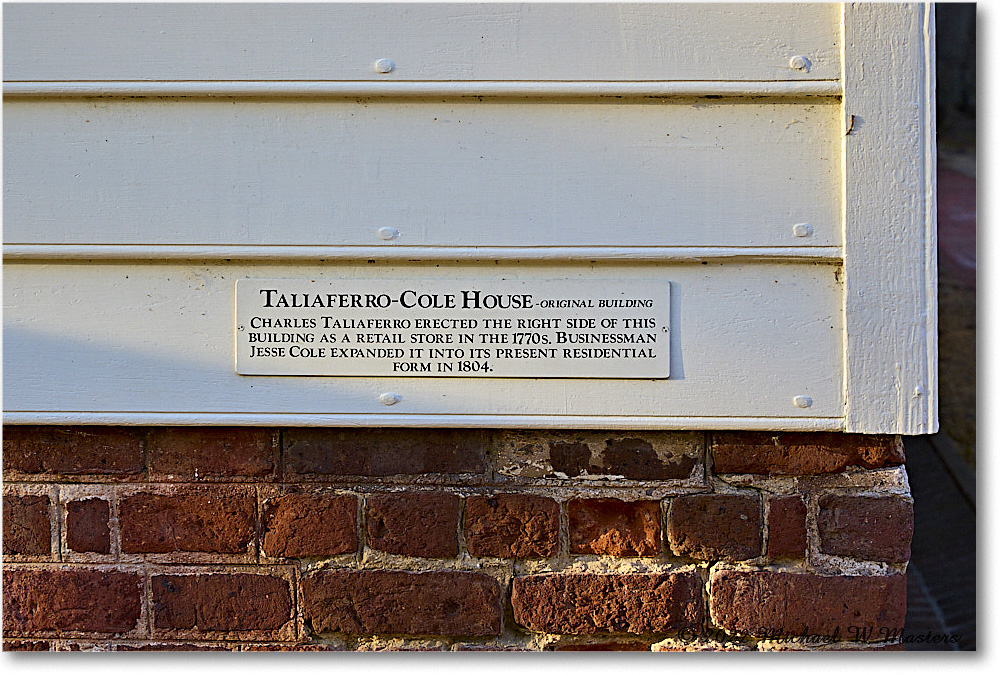 TALIAFERRO-COLE HOUSE - ORIGINAL BUILDING
CHARLES TALIAFERRO ERECTED THE RIGHT SIDE OF THIS
BUILDING AS A RETAIL STORE IN THE 1770S. BUSINESSMAN
JESSE COLE EXPANDED IT INTO ITS PRESENT RESIDENTIAL
FORM IN 1804.
Michael W Masters